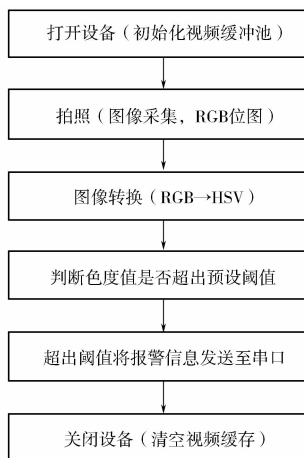 打开设备（初始化视频缓冲池）
拍照（图像采集，RGB位图）
图像转换（RGB→HSV）
判断色度值是否超出预设阈值
超出阈值将报警信息发送至串口
关闭设备（清空视频缓存）